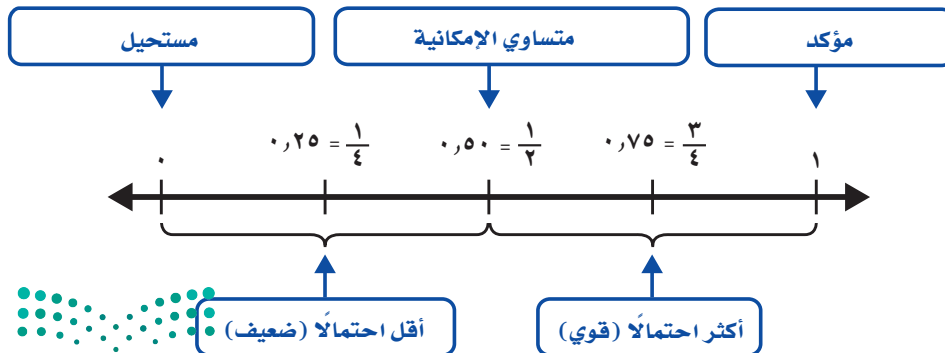 مؤكد
متساوي الإمكانية
مستحيل
٠ ١/٤ = ٠,٢٥ ١/٢ = ٠,٥٠ ٣/٤ = ٠,٧٥ ١
أكثر احتمالًا (قوي)
أقل احتمالًا (ضعيف)